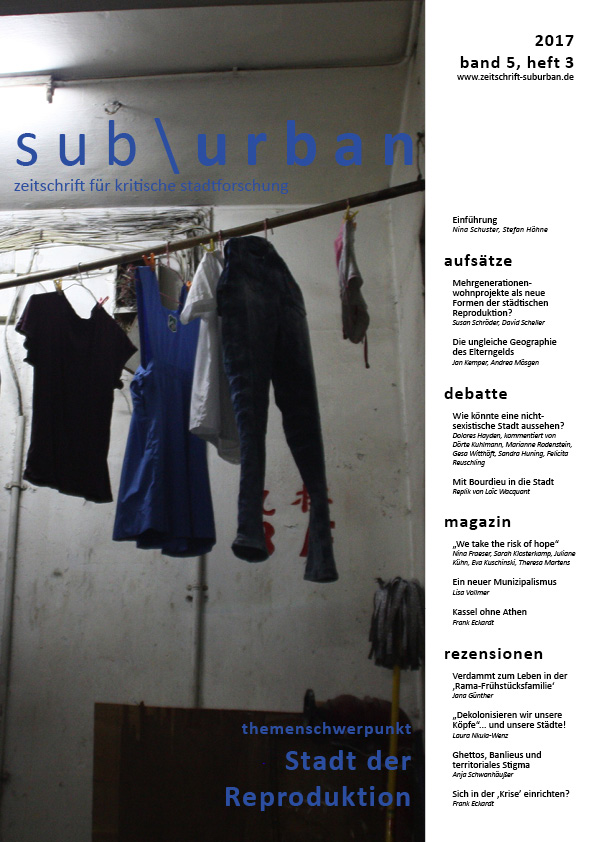 2017
band 5, heft 3
www.zeitschrift-suburban.de
sub\urban
zeitschrift für kritische stadtforschung
Einführung
Nina Schuster, Stefan Höhne
aufsätze
Mehrgenerationen-
wohnprojekte als neue
Formen der städtischen
Reproduktion?
Susan Schröder, David Scheller
Die ungleiche Geographie
des Elterngelds
Jan Kemper, Andrea Mösgen
debatte
Wie könnte eine nicht-
sexistische Stadt aussehen?
Dolores Hayden, kommentiert von
Dörte Kuhlmann, Marianne Rodenstein,
Gesa Witthöft, Sandra Huning, Felicita
Reuschling
Mit Bourdieu in die Stadt
Replik von Loïc Wacquant
magazin
„We take the risk of hope“
Nina Fraeser, Sarah Klosterkamp, Juliane
Kühn, Eva Kuschinski, Theresa Martens
Ein neuer Munizipalismus
Lisa Vollmer
Kassel ohne Athen
Frank Eckardt
rezensionen
Verdammt zum Leben in der
‚Rama-Frühstücksfamilie‘
Jana Günther
„Dekolonisieren wir unsere
Köpfe“... und unsere Städte!
Laura Nkula-Wenz
Ghettos, Banlieus und
territoriales Stigma
Anja Schwanhäußer
Sich in der ‚Krise’ einrichten?
Frank Eckardt
themenschwerpunkt
Stadt der
Reproduktion